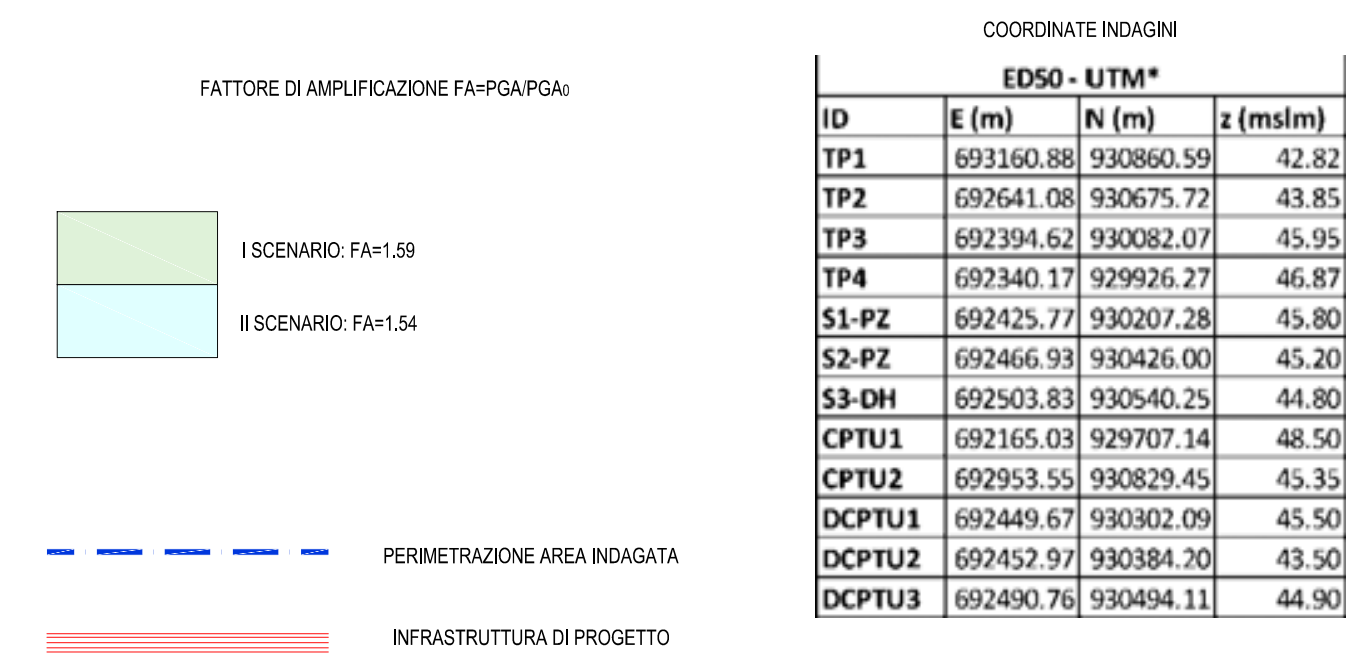 FATTORE DI AMPLIFICAZIONE FA=PGA/PGA0
I SCENARIO: FA=1.59
II SCENARIO: FA=1.54
PERIMETRAZIONE AREA INDAGATA
INFRASTRUTTURA DI PROGETTO
COORDINATE INDAGINI
ED50 - UTM*
ID E (m) N (m) z (mslm)
TP1 693160.88 930860.59 42.82
TP2 692641.08 930675.72 43.85
TP3 692394.62 930082.07 45.95
TP4 692340.17 929926.27 46.87
S1-PZ 692425.77 930207.28 45.80
S2-PZ 692466.93 930426.00 45.20
S3-DH 692503.83 930540.25 44.80
CPTU1 692165.03 929707.14 48.50
CPTU2 692953.55 930829.45 45.35
DCPTU1 692449.67 930302.09 45.50
DCPTU2 692452.97 930384.20 43.50
DCPTU3 692490.76 930494.11 44.90